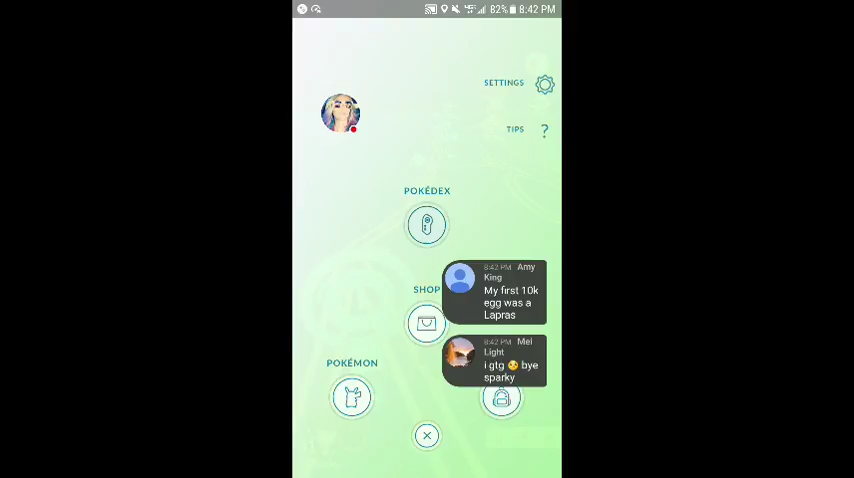 82% 8:42 PM
SETTINGS
TIPS ?
POKÉDEX
8:42 PM Amy
King
My first 10k
egg was a
Lapras
SHOP
8:42 PM Mel
Light
i gtg 🥺 bye
sparky
POKÉMON